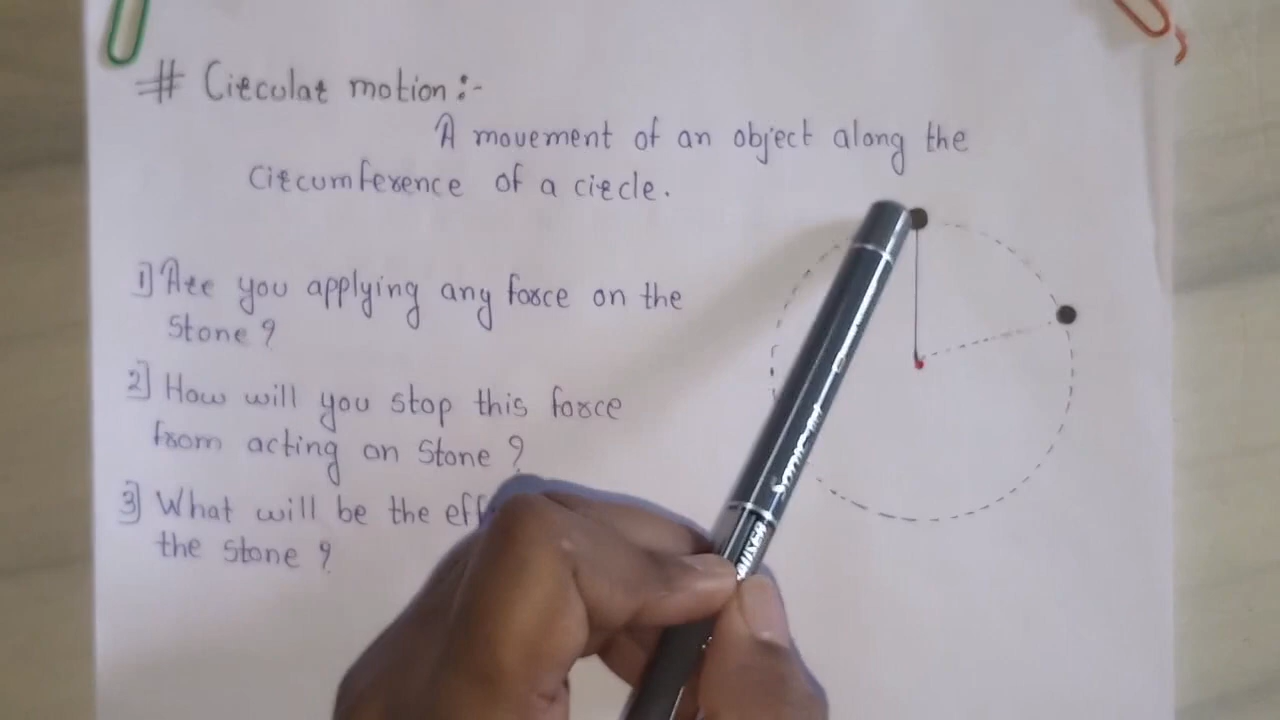 # Circular motion :-
A movement of an object along the
circumference of a circle.
1] Are you applying any force on the
stone ?
2] How will you stop this force
from acting on stone ?
3] What will be the eff
the stone ?